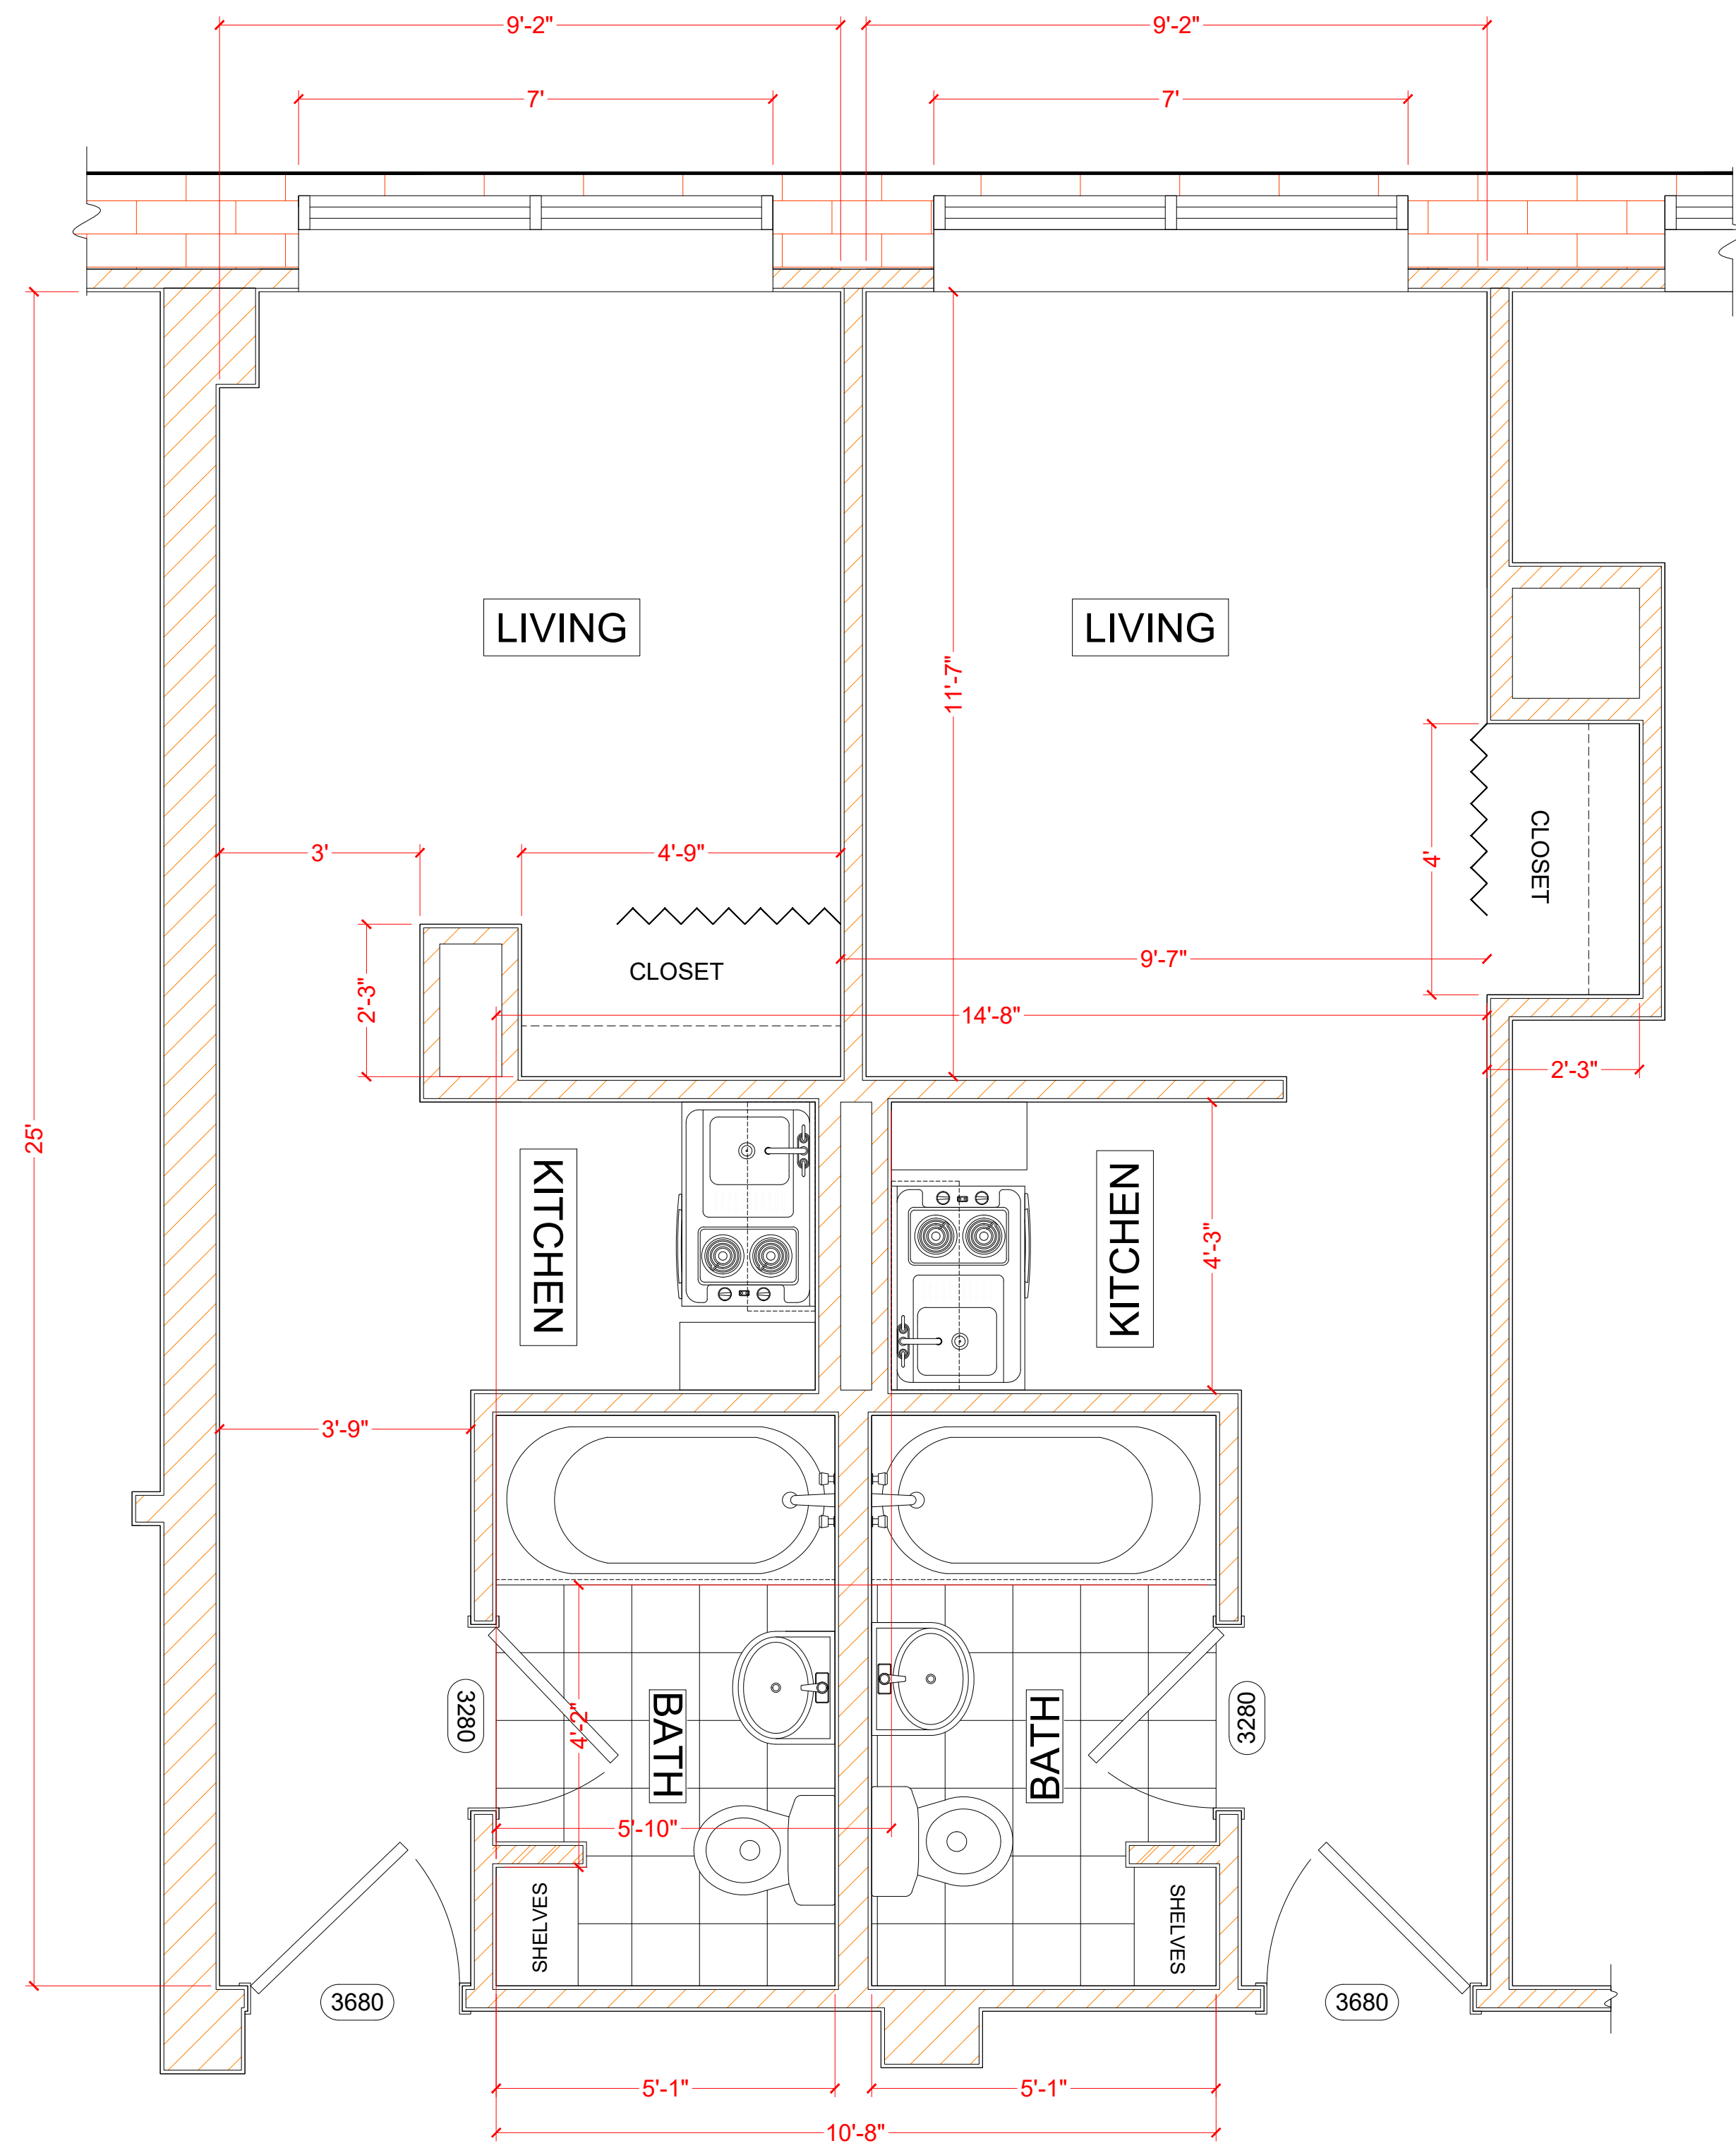 9'-2"
9'-2"
7'
7'
LIVING
LIVING
11'-7"
3'
4'-9"
4'
CLOSET
9'-7"
CLOSET
2'-3"
14'-8"
2'-3"
25'
KITCHEN
KITCHEN
4'-3"
3'-9"
3280
4'-2"
BATH
BATH
3280
5'-10"
SHELVES
SHELVES
3680
3680
5'-1"
5'-1"
10'-8"